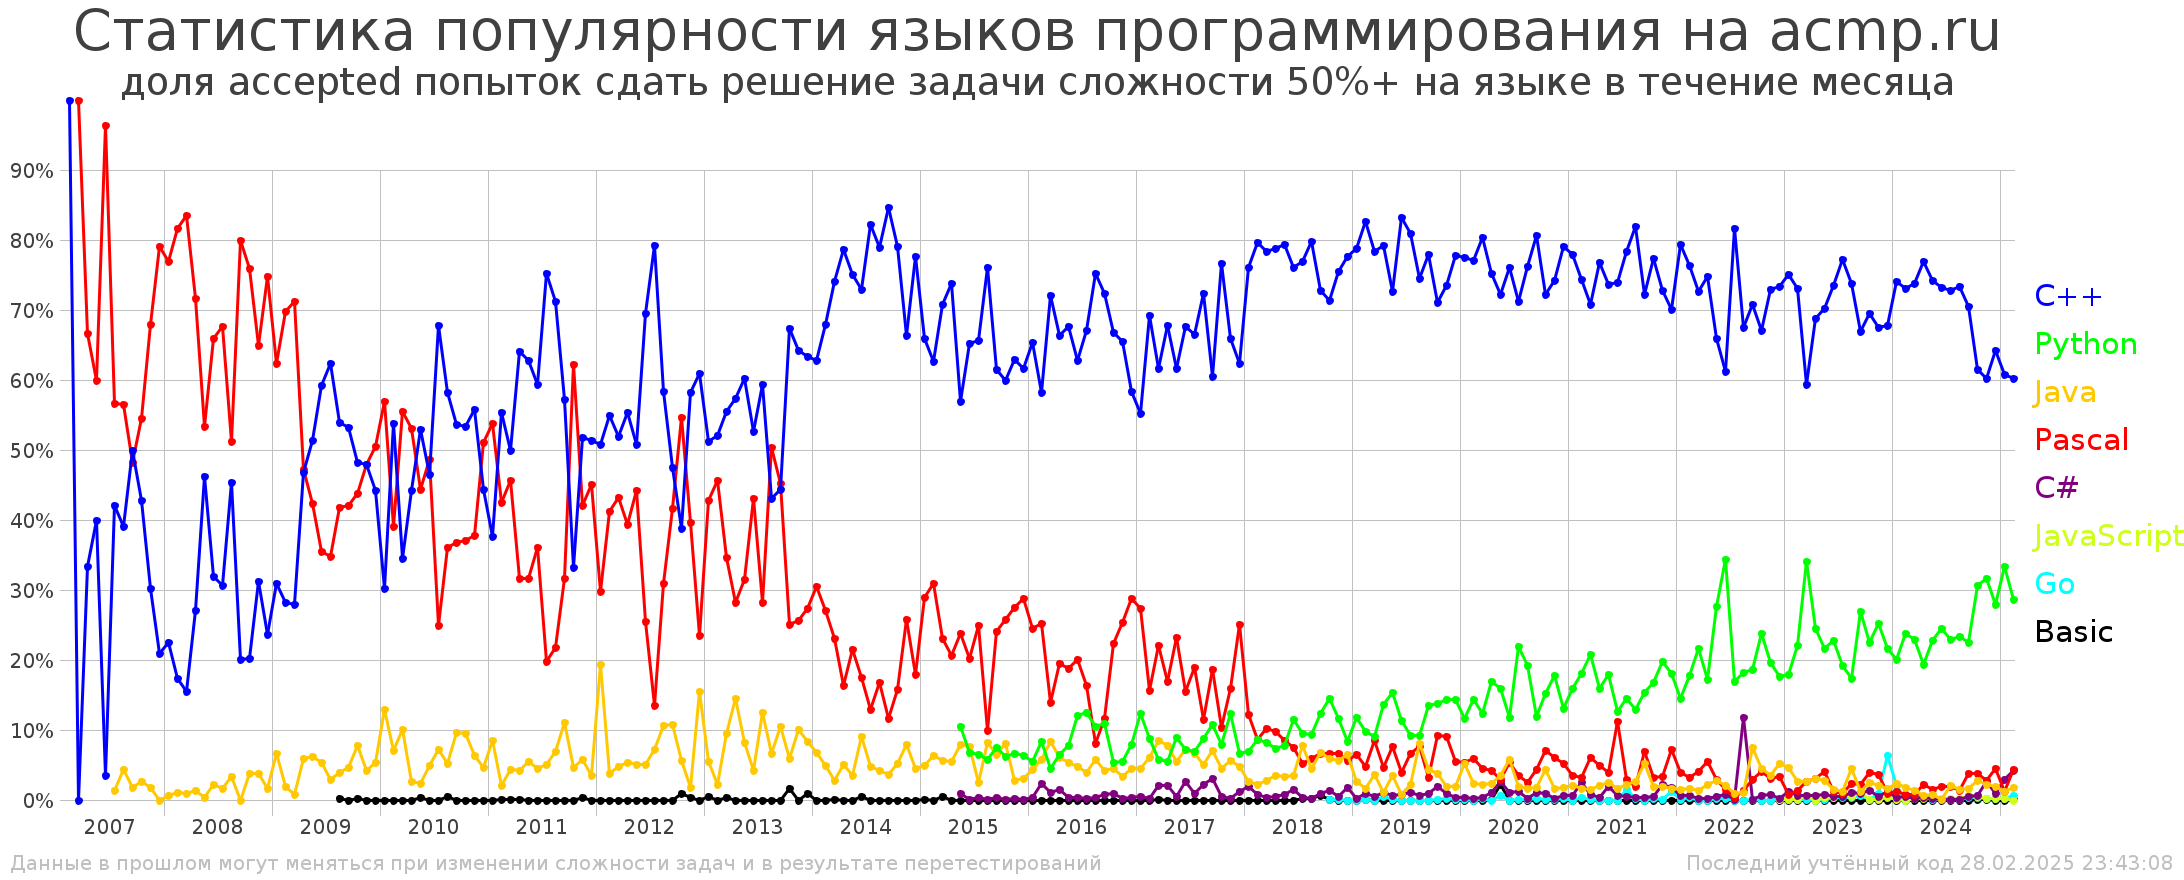 Статистика популярности языков программирования на acmp.ru
доля accepted попыток сдать решение задачи сложности 50%+ на языке в течение месяца
90%
80%
70%
60%
50%
40%
30%
20%
10%
0%
2007 2008 2009 2010 2011 2012 2013 2014 2015 2016 2017 2018 2019 2020 2021 2022 2023 2024
C++
Python
Java
Pascal
C#
JavaScript
Go
Basic
Данные в прошлом могут меняться при изменении сложности задач и в результате перетестирований
Последний учтённый код 28.02.2025 23:43:08